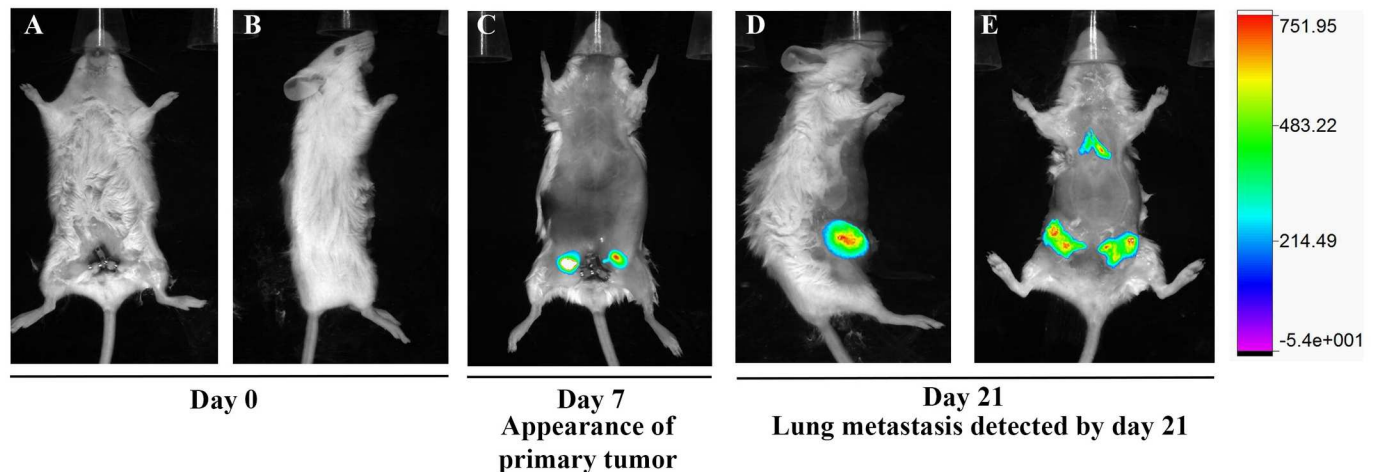 A
B
C
D
E
751.95
483.22
214.49
-5.4e+001
Day 0
Day 7
Appearance of
primary tumor
Day 21
Lung metastasis detected by day 21